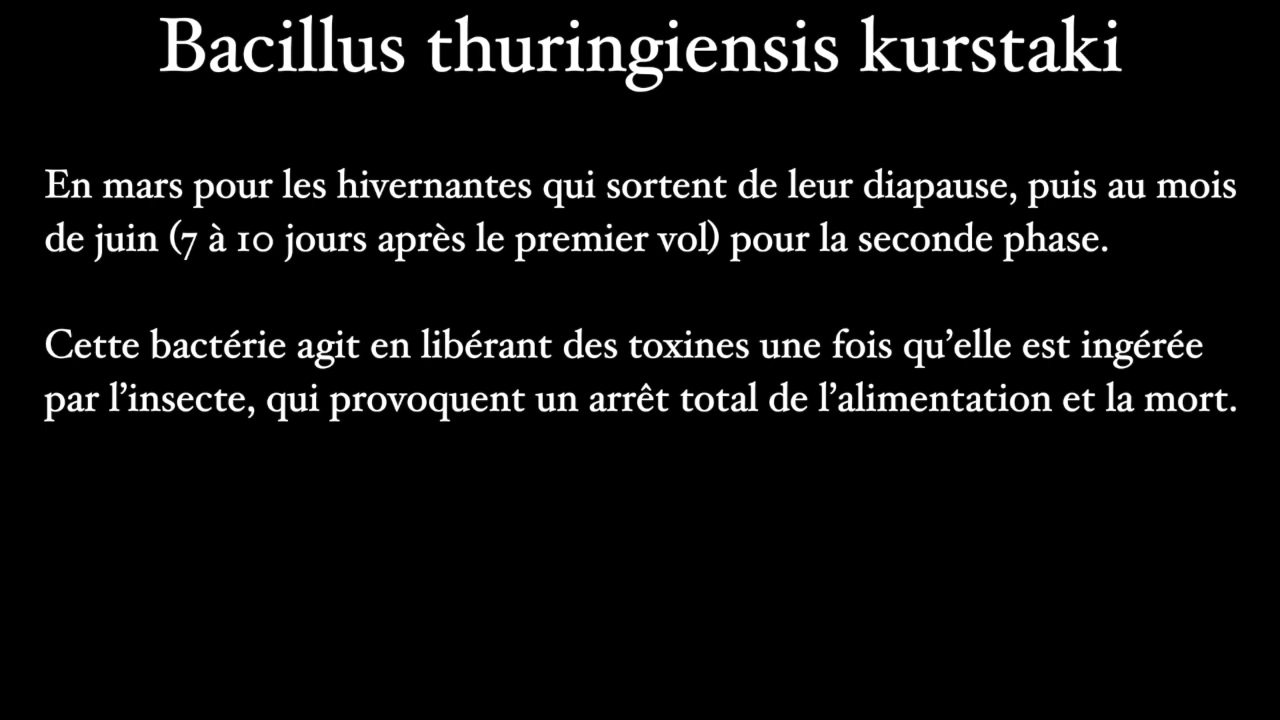 Bacillus thuringiensis kurstaki
En mars pour les hivernantes qui sortent de leur diapause, puis au mois
de juin (7 à 10 jours après le premier vol) pour la seconde phase.
Cette bactérie agit en libérant des toxines une fois qu’elle est ingérée
par l’insecte, qui provoquent un arrêt total de l’alimentation et la mort.